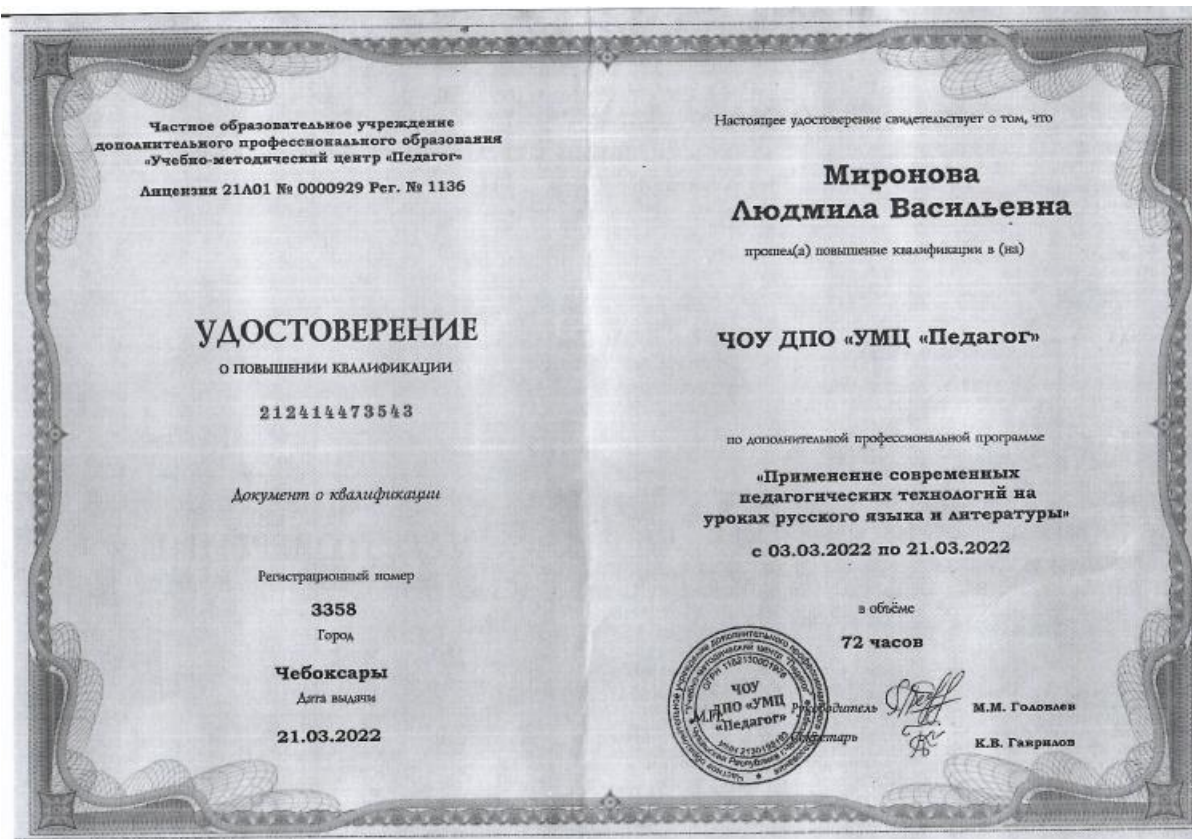 Частное образовательное учреждение
дополнительного профессионального образования
«Учебно-методический центр «Педагог»
Лицензия 21Л01 № 0000929 Рег. № 1136
УДОСТОВЕРЕНИЕ
О ПОВЫШЕНИИ КВАЛИФИКАЦИИ
212414473543
Документ о квалификации
Регистрационный номер
3358
Город
Чебоксары
Дата выдачи
21.03.2022
Настоящее удостоверение свидетельствует о том, что
Миронова
Людмила Васильевна
прошел(а) повышение квалификации в (на)
ЧОУ ДПО «УМЦ «Педагог»
по дополнительной профессиональной программе
«Применение современных
педагогических технологий на
уроках русского языка и литературы»
с 03.03.2022 по 21.03.2022
в объёме
72 часов
М.П.
Руководитель
М.М. Головлев
Секретарь
К.В. Гаврилов
ЧОУ
ДПО «УМЦ
«Педагог»